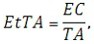 EtTA = EC/TA,